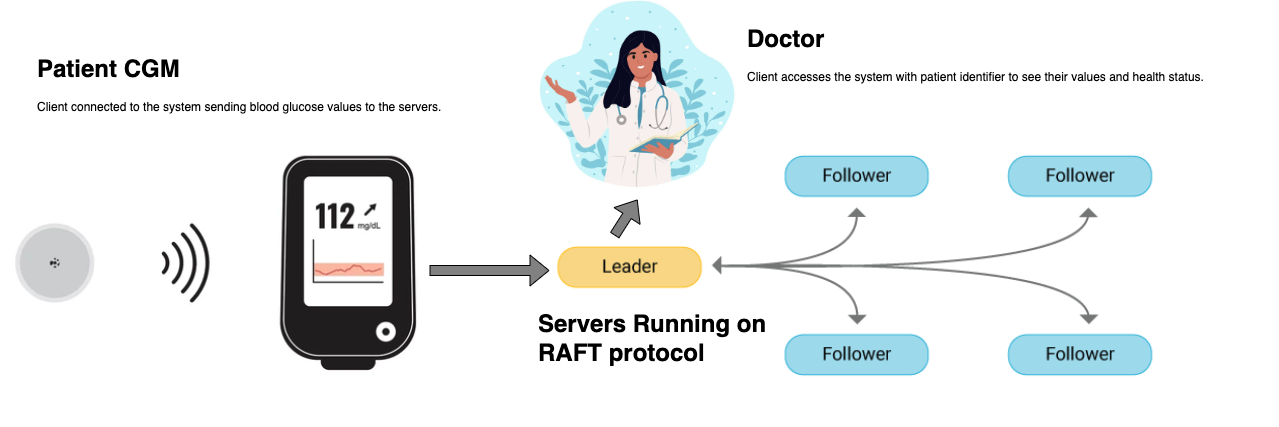 Patient CGM
Client connected to the system sending blood glucose values to the servers.
Doctor
Client accesses the system with patient identifier to see their values and health status.
112
mg/dL
Leader
Servers Running on
RAFT protocol
Follower
Follower
Follower
Follower